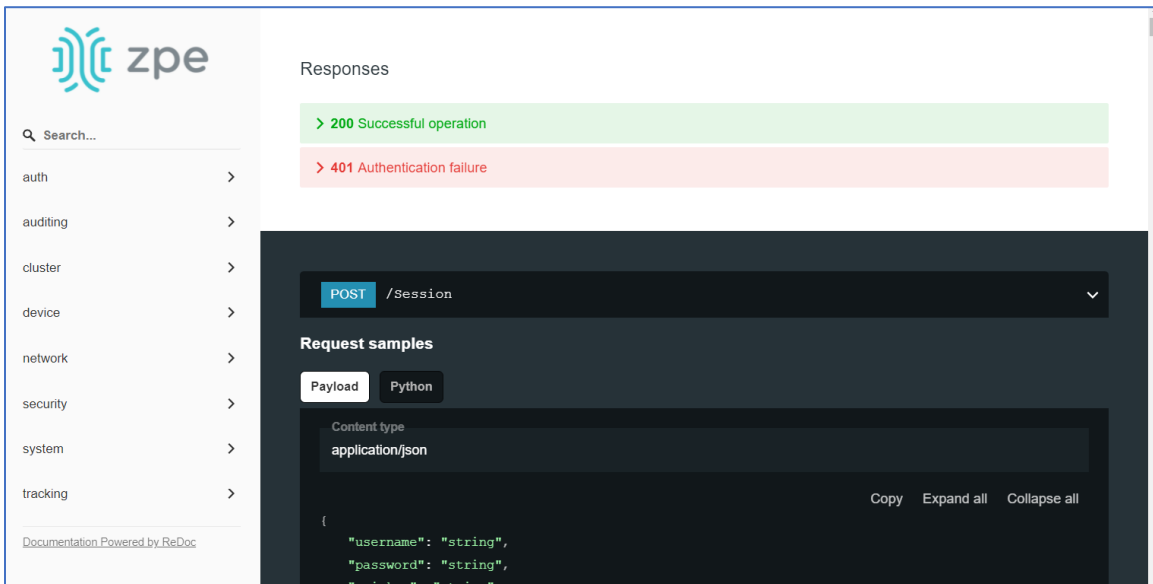 zpe
Search...
auth
auditing
cluster
device
network
security
system
tracking
Documentation Powered by ReDoc
Responses
200 Successful operation
401 Authentication failure
POST /Session
Request samples
Payload Python
Content type
application/json
Copy Expand all Collapse all
{
"username": "string",
"password": "string",